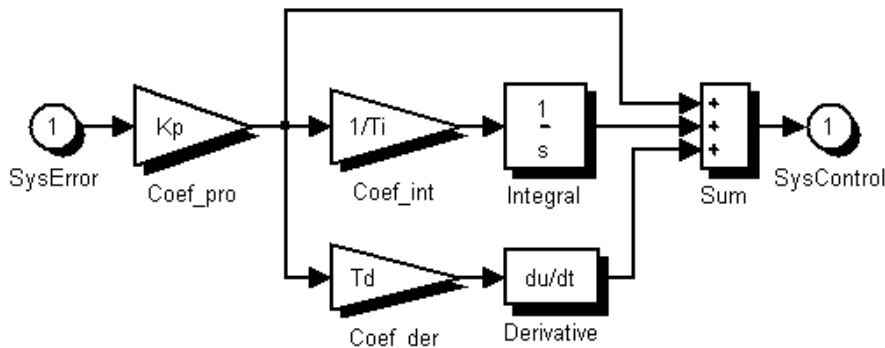 1
SysError
Kp
Coef_pro
1/Ti
Coef_int
1
s
Integral
+
+
+
Sum
1
SysControl
Td
Coef_der
du/dt
Derivative